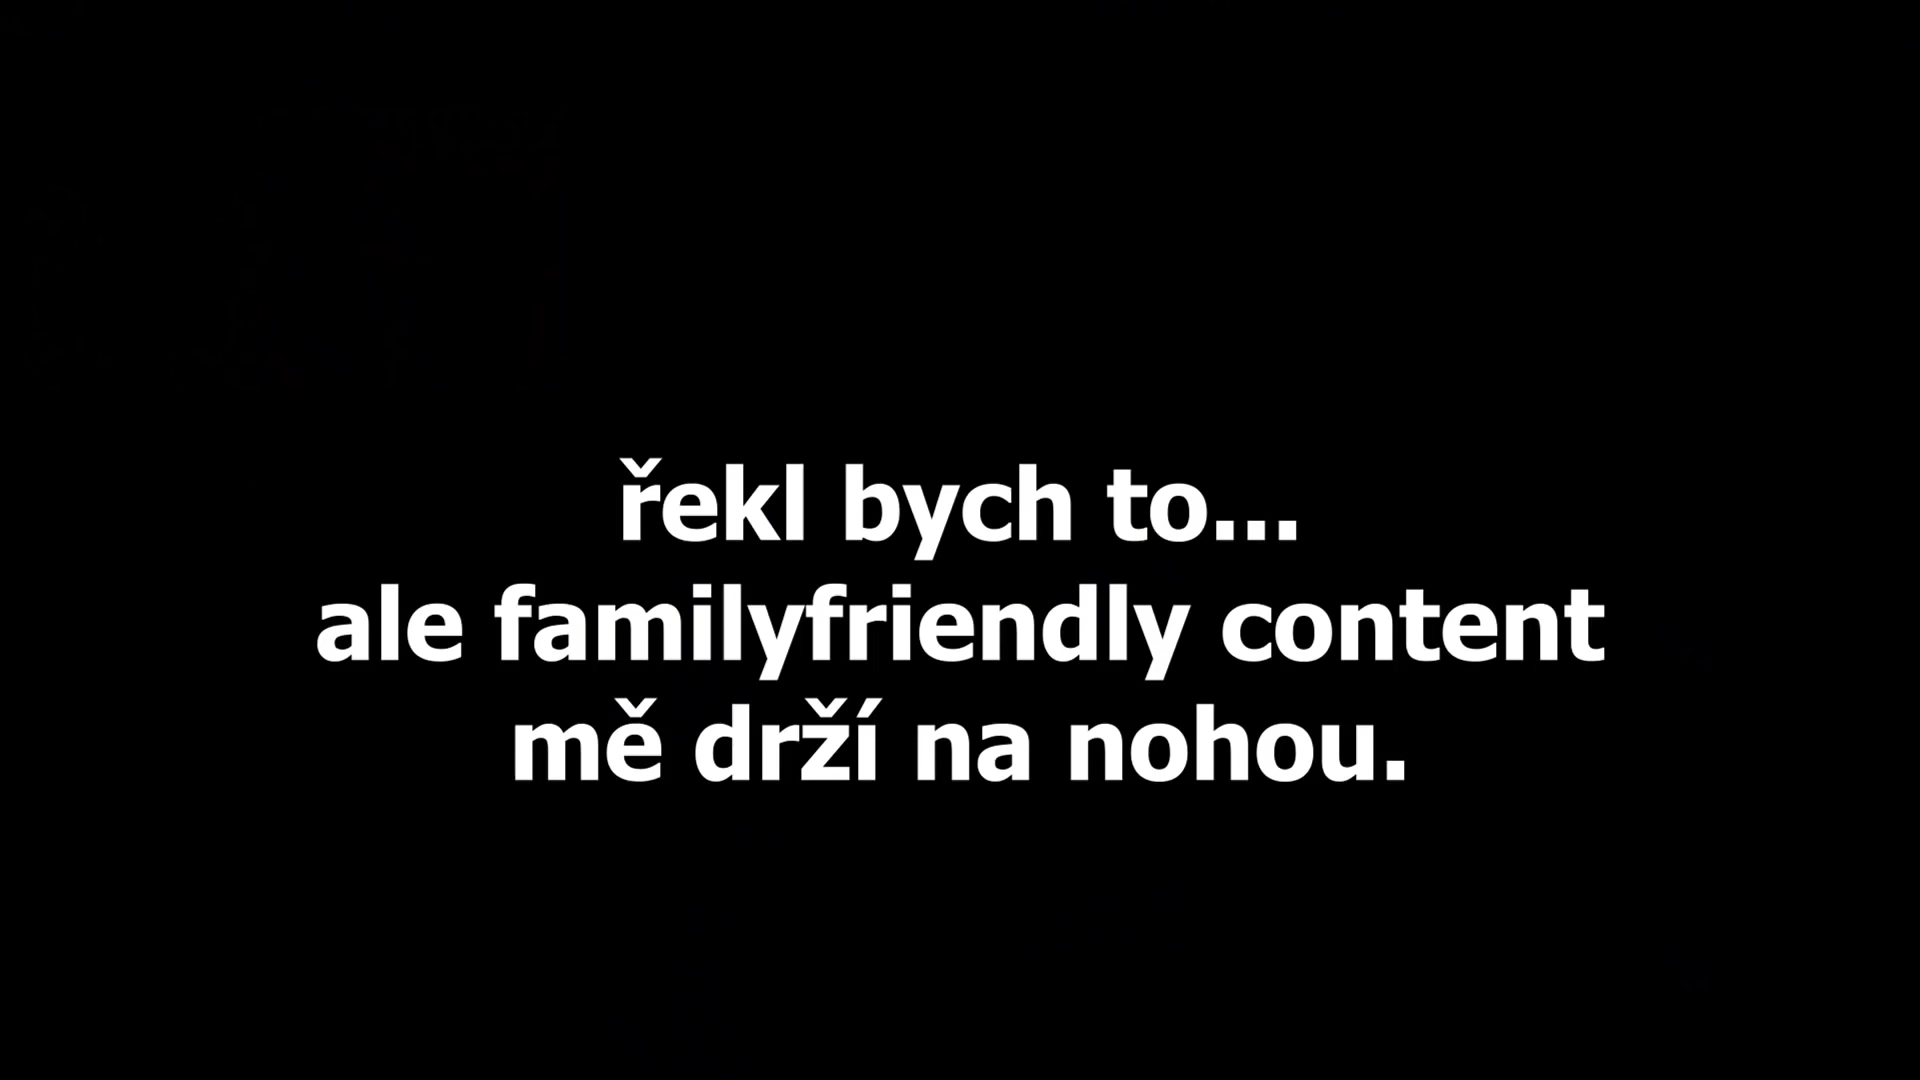 řekl bych to...
ale familyfriendly content
mě drží na nohou.